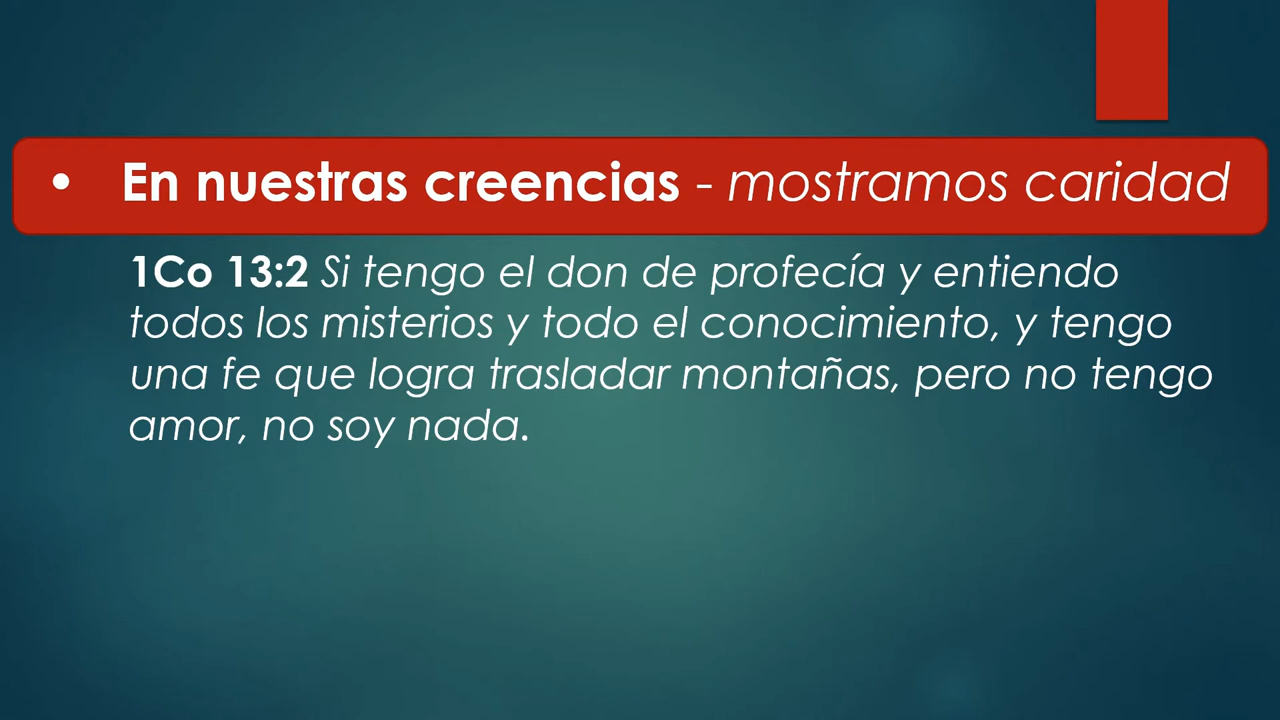 • En nuestras creencias - mostramos caridad
1Co 13:2 Si tengo el don de profecía y entiendo
todos los misterios y todo el conocimiento, y tengo
una fe que logra trasladar montañas, pero no tengo
amor, no soy nada.